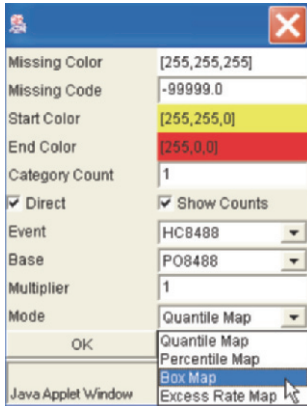 Missing Color [255,255,255]
Missing Code -99999.0
Start Color [255,255,0]
End Color [255,0,0]
Category Count 1
Direct Show Counts
Event HC8488
Base PO8488
Multiplier 1
Mode Quantile Map
OK
Quantile Map
Percentile Map
Box Map
Excess Rate Map
Java Applet Window